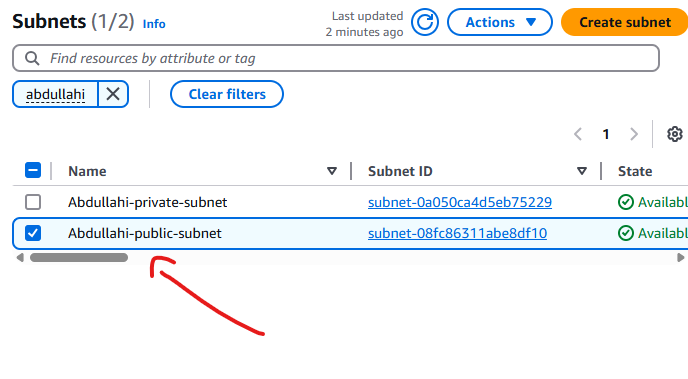 Subnets (1/2) Info
Last updated
2 minutes ago
Actions
Create subnet
Find resources by attribute or tag
abdullahi
Clear filters
1
Name Subnet ID State
Abdullahi-private-subnet subnet-0a050ca4d5eb75229 Availabl
Abdullahi-public-subnet subnet-08fc86311abe8df10 Availabl